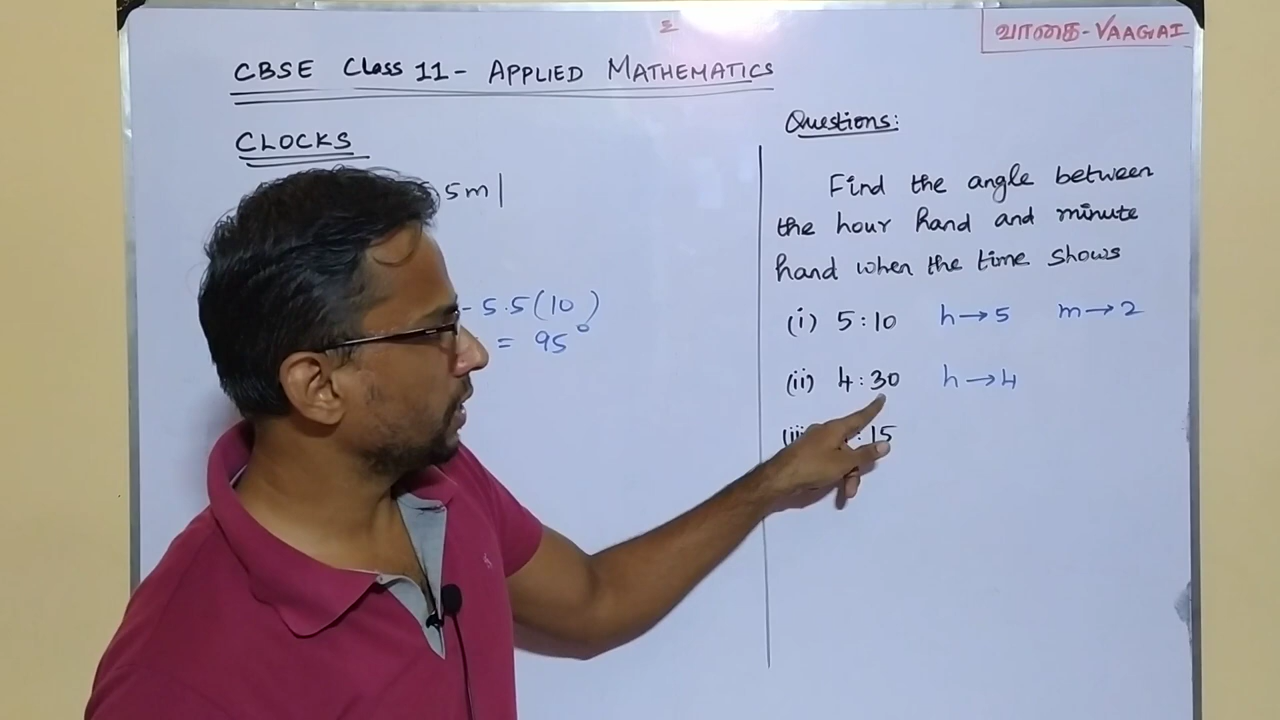 வாகை-VAAGAI
CBSE Class 11 - APPLIED MATHEMATICS
CLOCKS
5m|
- 5.5(10)
= 95°
Questions:
Find the angle between
the hour hand and minute
hand when the time shows
(i) 5:10 h→5 m→2
(ii) 4:30 h→4
:15